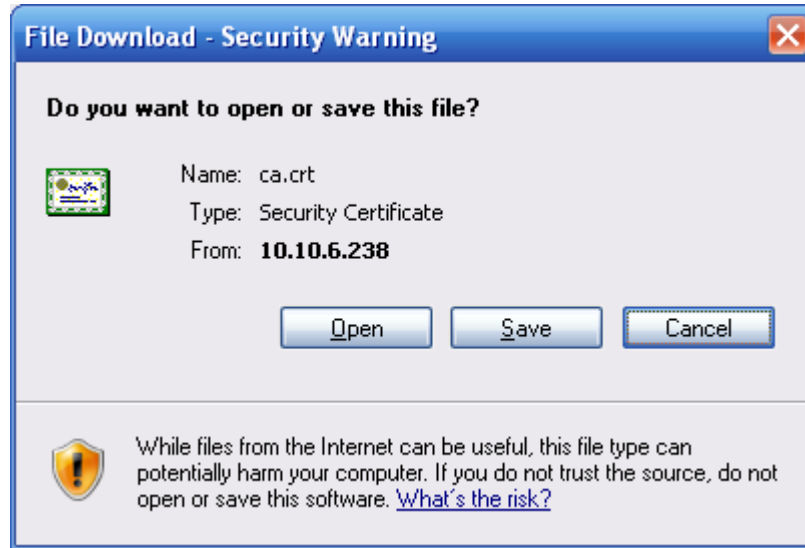 File Download - Security Warning
Do you want to open or save this file?
Name: ca.crt
Type: Security Certificate
From: 10.10.6.238
Open Save Cancel
While files from the Internet can be useful, this file type can
potentially harm your computer. If you do not trust the source, do not
open or save this software. What's the risk?